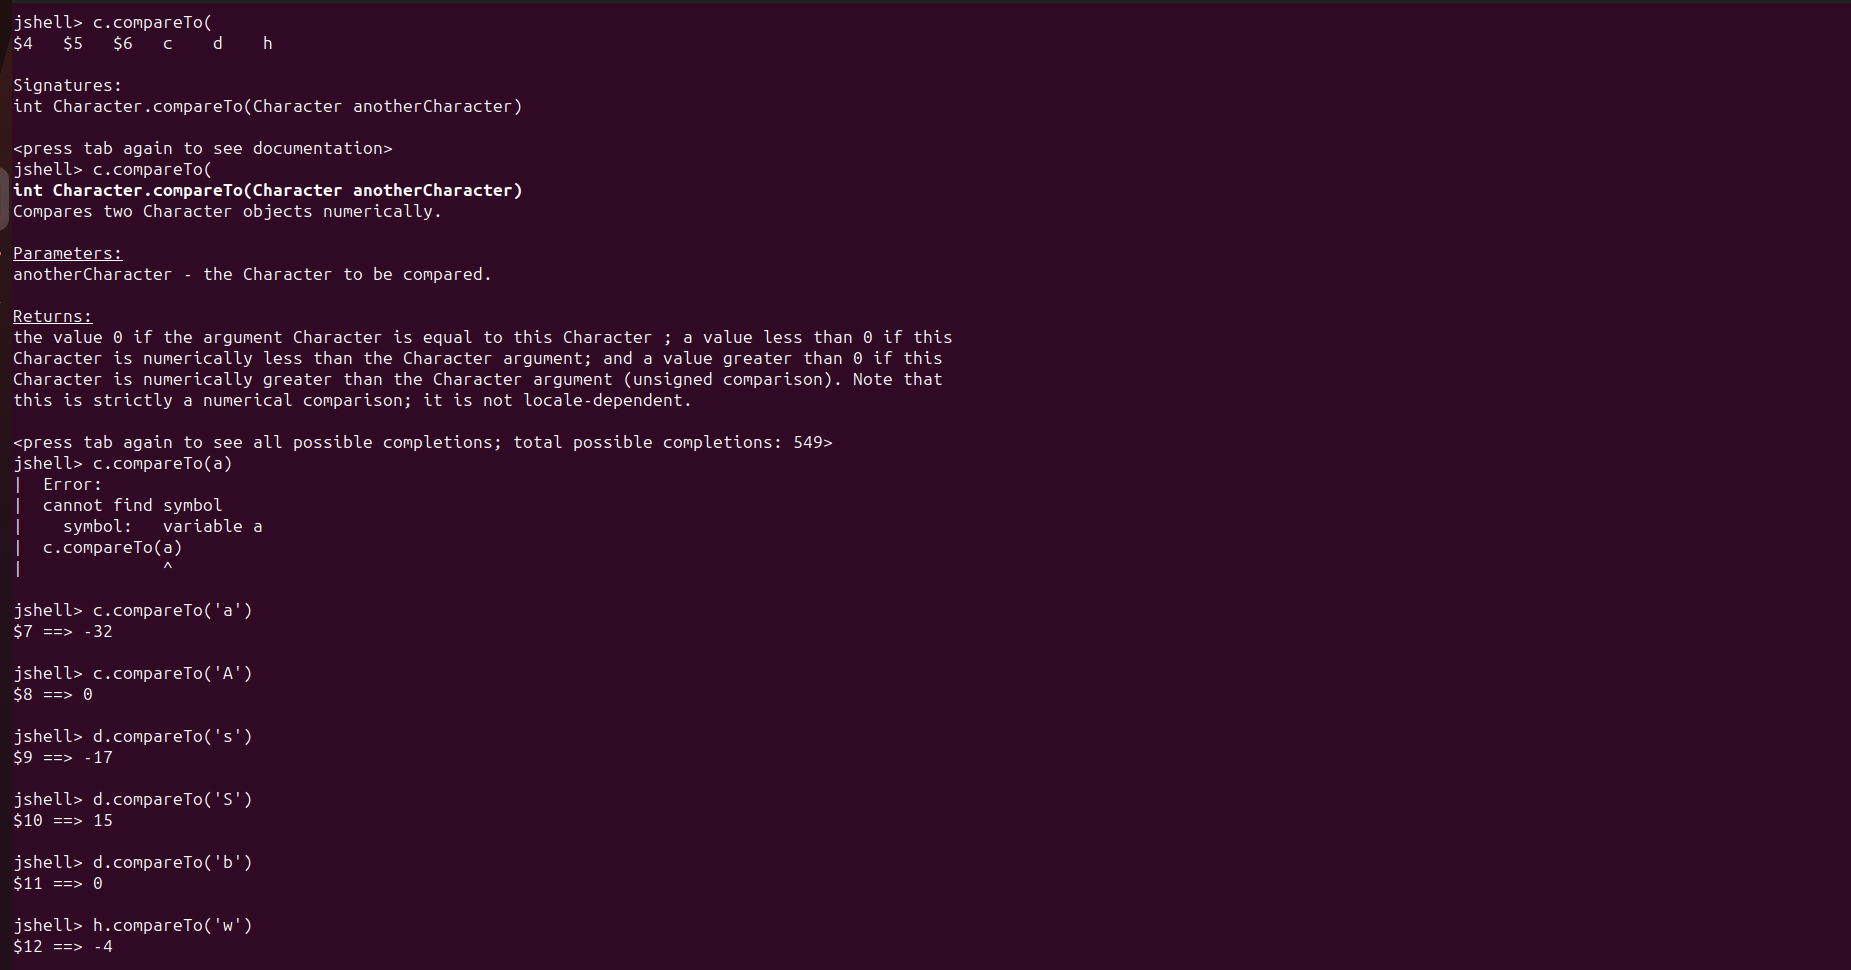 jshell> c.compareTo(
$4   $5   $6   c    d    h

Signatures:
int Character.compareTo(Character anotherCharacter)

<press tab again to see documentation>
jshell> c.compareTo(
int Character.compareTo(Character anotherCharacter)
Compares two Character objects numerically.

Parameters:
anotherCharacter - the Character to be compared.

Returns:
the value 0 if the argument Character is equal to this Character ; a value less than 0 if this
Character is numerically less than the Character argument; and a value greater than 0 if this
Character is numerically greater than the Character argument (unsigned comparison). Note that
this is strictly a numerical comparison; it is not locale-dependent.

<press tab again to see all possible completions; total possible completions: 549>
jshell> c.compareTo(a)
|  Error:
|  cannot find symbol
|    symbol:   variable a
|  c.compareTo(a)
|              ^

jshell> c.compareTo('a')
$7 ==> -32

jshell> c.compareTo('A')
$8 ==> 0

jshell> d.compareTo('s')
$9 ==> -17

jshell> d.compareTo('S')
$10 ==> 15

jshell> d.compareTo('b')
$11 ==> 0

jshell> h.compareTo('w')
$12 ==> -4